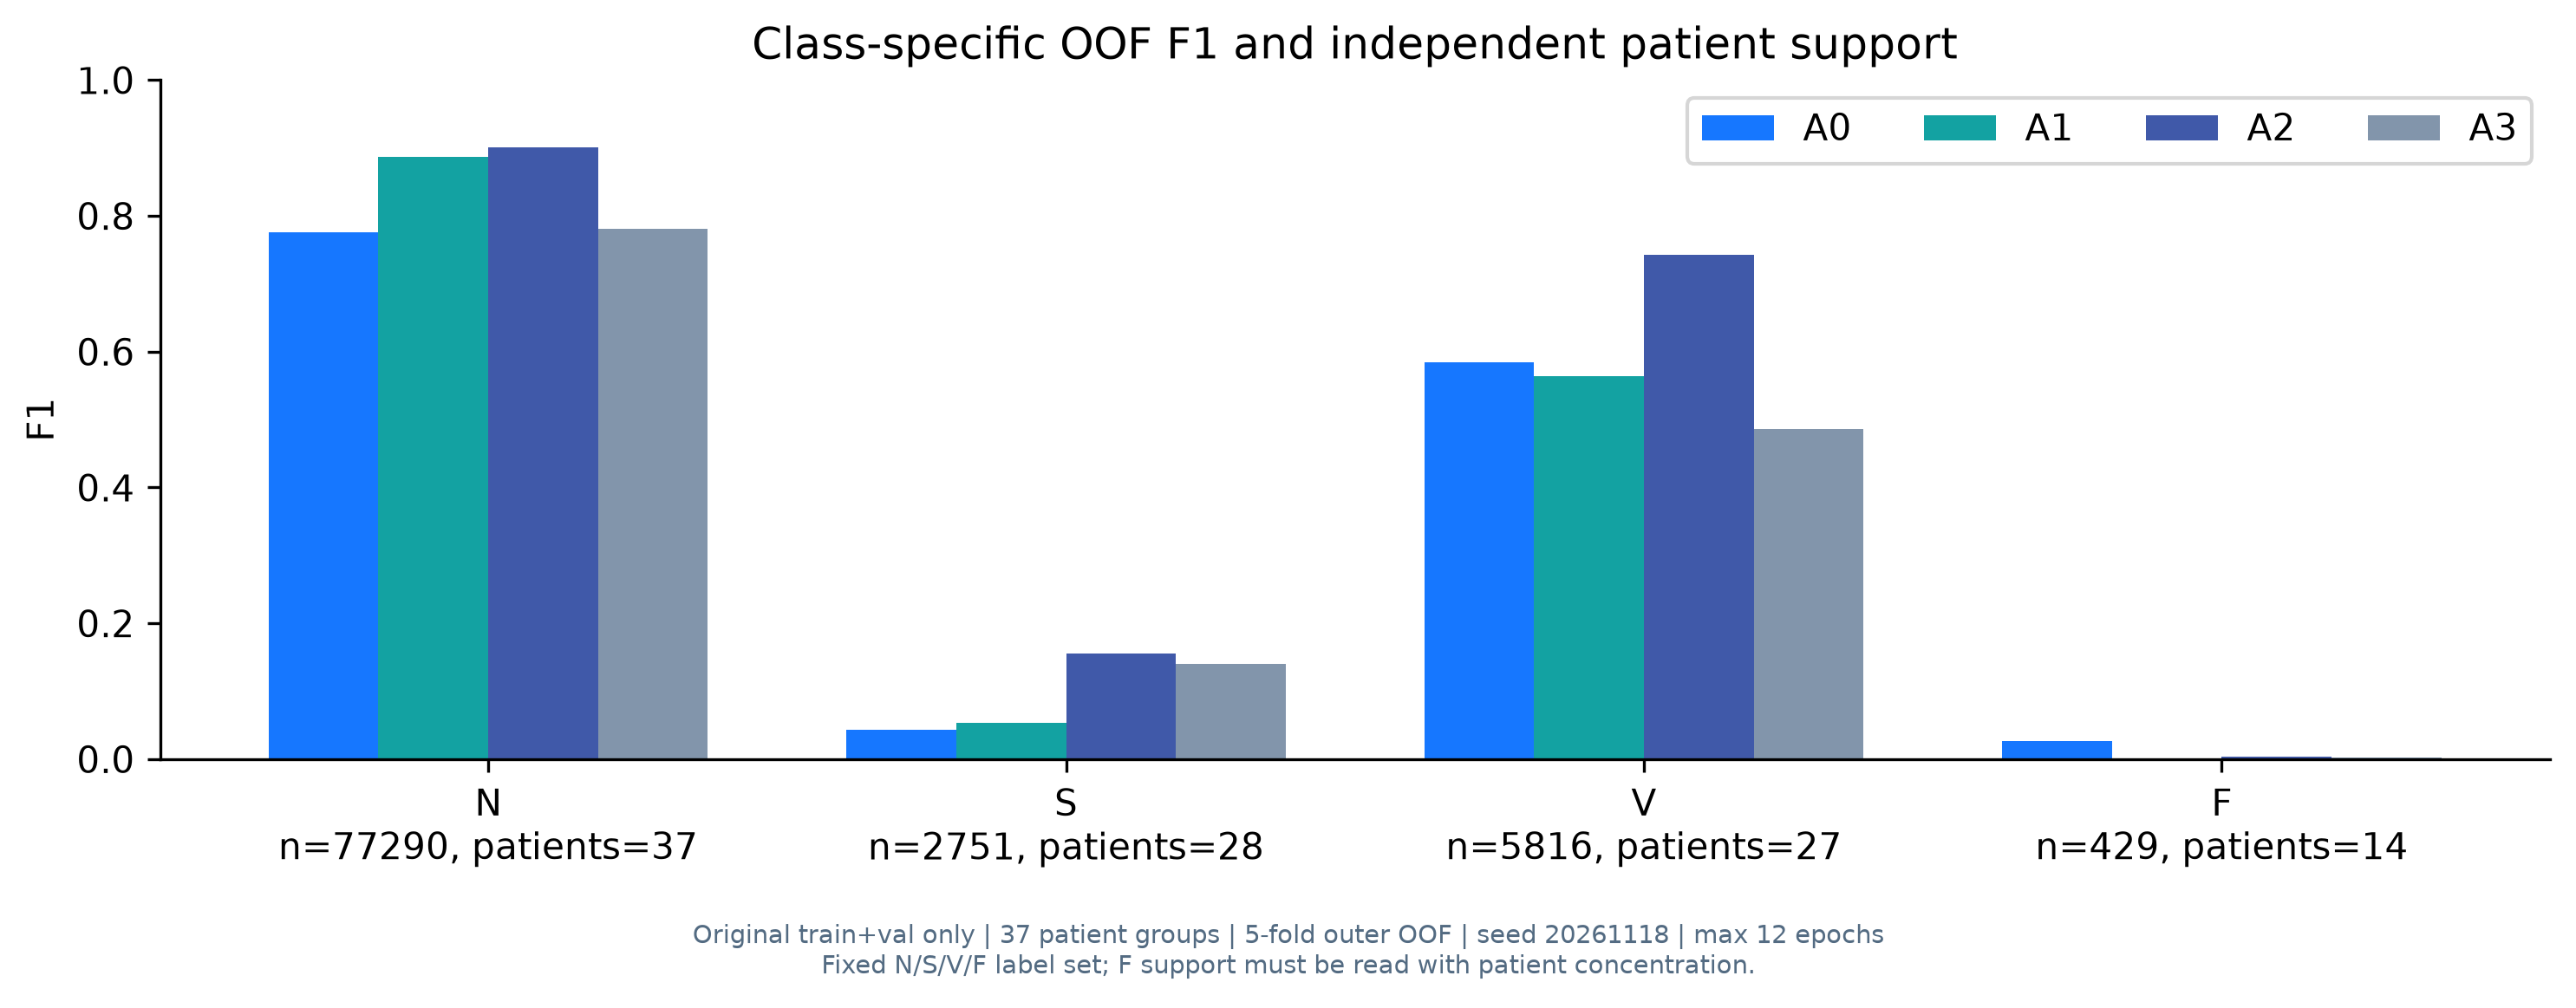 Class-specific OOF F1 and independent patient support
A0 A1 A2 A3
F1
1.0
0.8
0.6
0.4
0.2
0.0
N S V F
n=77290, patients=37 n=2751, patients=28 n=5816, patients=27 n=429, patients=14
Original train+val only | 37 patient groups | 5-fold outer OOF | seed 20261118 | max 12 epochs
Fixed N/S/V/F label set; F support must be read with patient concentration.